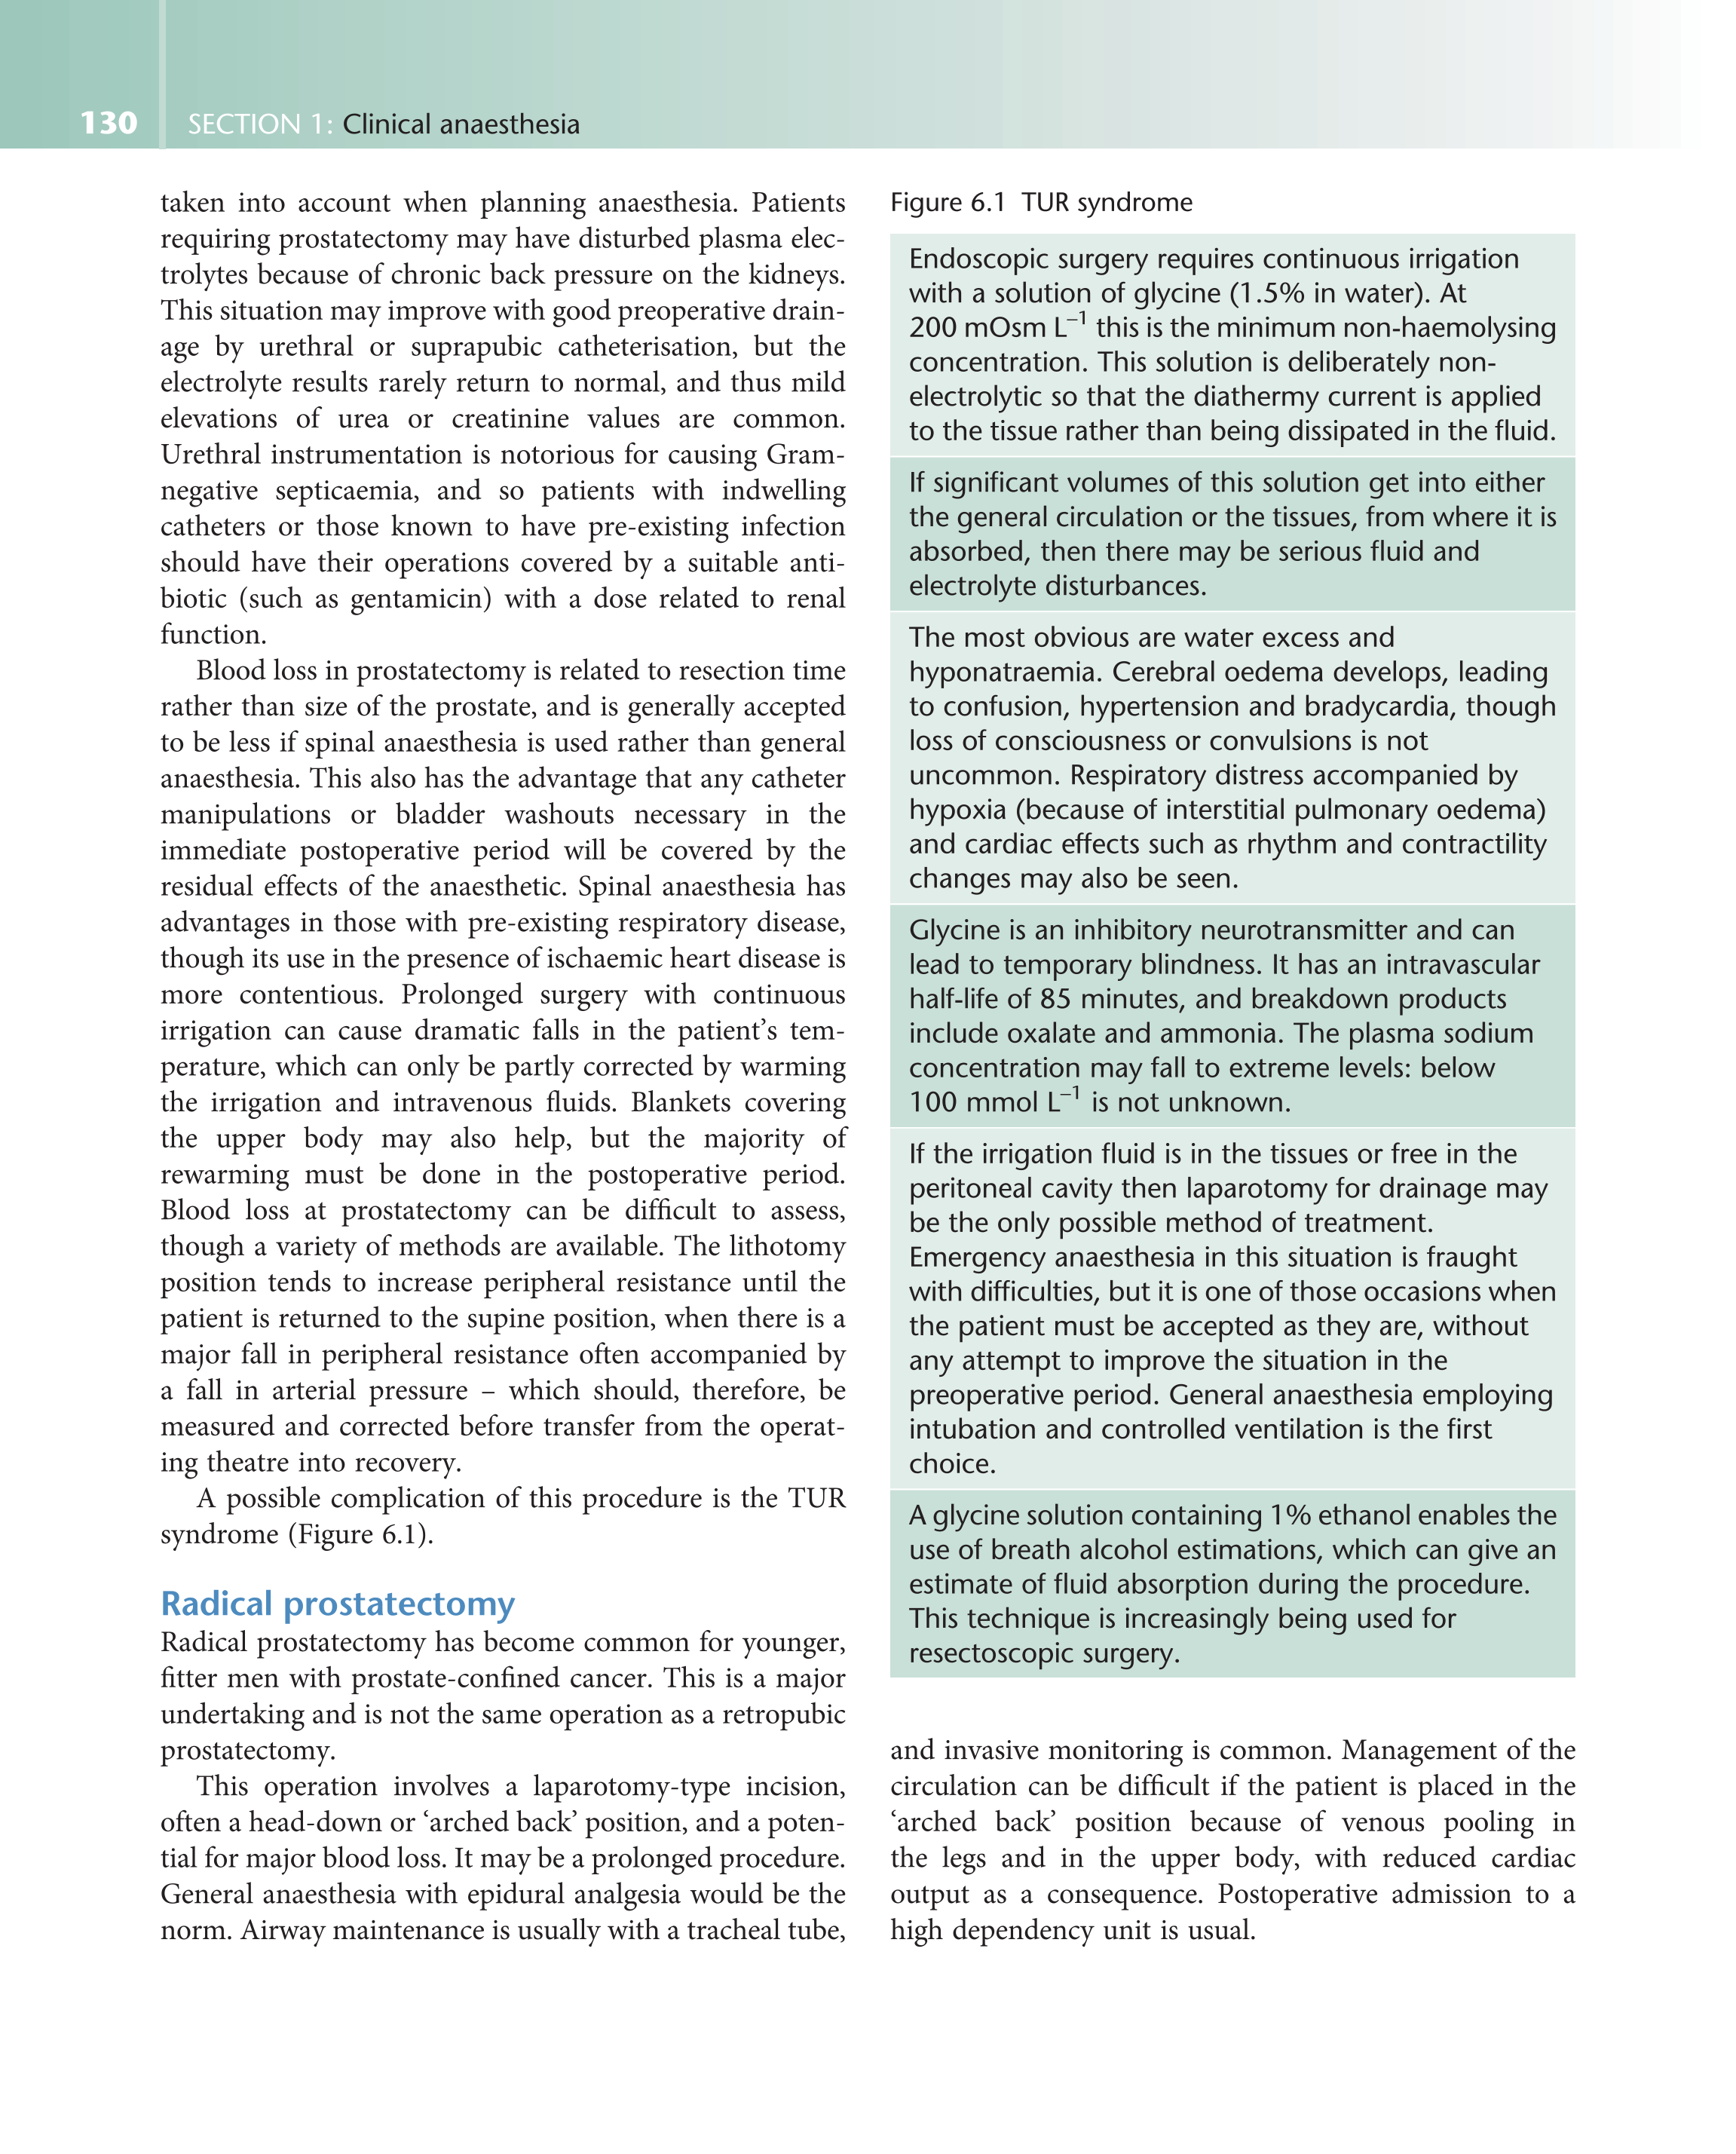 130 SECTION 1: Clinical anaesthesia
taken into account when planning anaesthesia. Patients
requiring prostatectomy may have disturbed plasma elec-
trolytes because of chronic back pressure on the kidneys.
This situation may improve with good preoperative drain-
age by urethral or suprapubic catheterisation, but the
electrolyte results rarely return to normal, and thus mild
elevations of urea or creatinine values are common.
Urethral instrumentation is notorious for causing Gram-
negative septicaemia, and so patients with indwelling
catheters or those known to have pre-existing infection
should have their operations covered by a suitable anti-
biotic (such as gentamicin) with a dose related to renal
function.
Blood loss in prostatectomy is related to resection time
rather than size of the prostate, and is generally accepted
to be less if spinal anaesthesia is used rather than general
anaesthesia. This also has the advantage that any catheter
manipulations or bladder washouts necessary in the
immediate postoperative period will be covered by the
residual effects of the anaesthetic. Spinal anaesthesia has
advantages in those with pre-existing respiratory disease,
though its use in the presence of ischaemic heart disease is
more contentious. Prolonged surgery with continuous
irrigation can cause dramatic falls in the patient’s tem-
perature, which can only be partly corrected by warming
the irrigation and intravenous fluids. Blankets covering
the upper body may also help, but the majority of
rewarming must be done in the postoperative period.
Blood loss at prostatectomy can be difficult to assess,
though a variety of methods are available. The lithotomy
position tends to increase peripheral resistance until the
patient is returned to the supine position, when there is a
major fall in peripheral resistance often accompanied by
a fall in arterial pressure – which should, therefore, be
measured and corrected before transfer from the operat-
ing theatre into recovery.
A possible complication of this procedure is the TUR
syndrome (Figure 6.1).
Radical prostatectomy
Radical prostatectomy has become common for younger,
fitter men with prostate-confined cancer. This is a major
undertaking and is not the same operation as a retropubic
prostatectomy.
This operation involves a laparotomy-type incision,
often a head-down or ‘arched back’ position, and a poten-
tial for major blood loss. It may be a prolonged procedure.
General anaesthesia with epidural analgesia would be the
norm. Airway maintenance is usually with a tracheal tube,
Figure 6.1 TUR syndrome
Endoscopic surgery requires continuous irrigation
with a solution of glycine (1.5% in water). At
200 mOsm L⁻¹ this is the minimum non-haemolysing
concentration. This solution is deliberately non-
electrolytic so that the diathermy current is applied
to the tissue rather than being dissipated in the fluid.
If significant volumes of this solution get into either
the general circulation or the tissues, from where it is
absorbed, then there may be serious fluid and
electrolyte disturbances.
The most obvious are water excess and
hyponatraemia. Cerebral oedema develops, leading
to confusion, hypertension and bradycardia, though
loss of consciousness or convulsions is not
uncommon. Respiratory distress accompanied by
hypoxia (because of interstitial pulmonary oedema)
and cardiac effects such as rhythm and contractility
changes may also be seen.
Glycine is an inhibitory neurotransmitter and can
lead to temporary blindness. It has an intravascular
half-life of 85 minutes, and breakdown products
include oxalate and ammonia. The plasma sodium
concentration may fall to extreme levels: below
100 mmol L⁻¹ is not unknown.
If the irrigation fluid is in the tissues or free in the
peritoneal cavity then laparotomy for drainage may
be the only possible method of treatment.
Emergency anaesthesia in this situation is fraught
with difficulties, but it is one of those occasions when
the patient must be accepted as they are, without
any attempt to improve the situation in the
preoperative period. General anaesthesia employing
intubation and controlled ventilation is the first
choice.
A glycine solution containing 1% ethanol enables the
use of breath alcohol estimations, which can give an
estimate of fluid absorption during the procedure.
This technique is increasingly being used for
resectoscopic surgery.
and invasive monitoring is common. Management of the
circulation can be difficult if the patient is placed in the
‘arched back’ position because of venous pooling in
the legs and in the upper body, with reduced cardiac
output as a consequence. Postoperative admission to a
high dependency unit is usual.